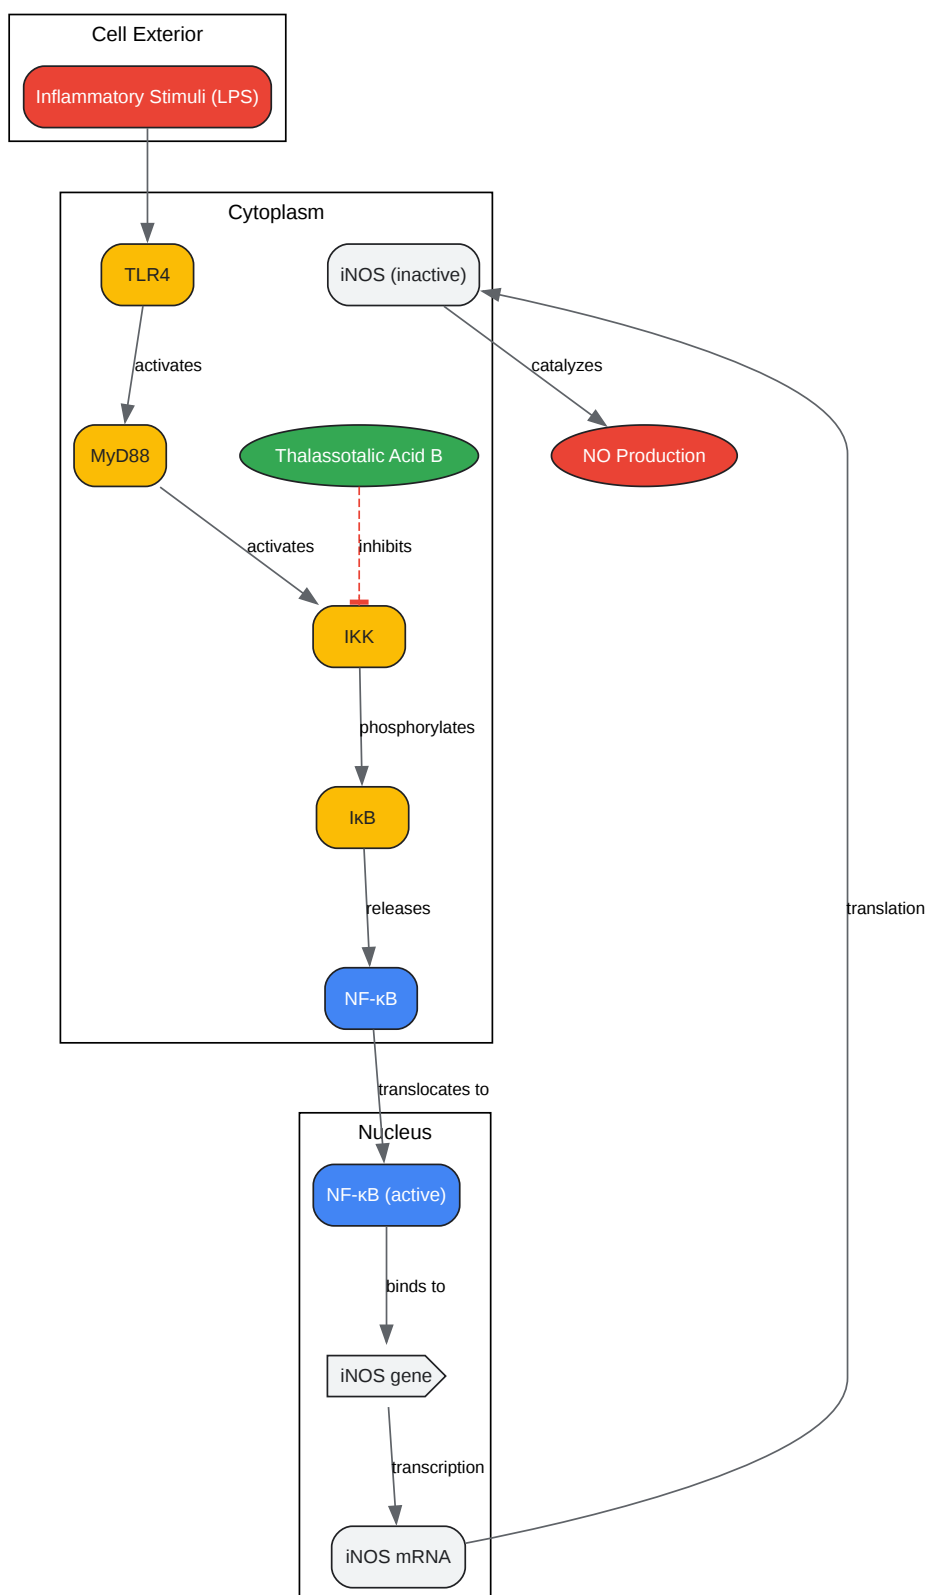 Cell Exterior
Inflammatory Stimuli (LPS)
Cytoplasm
TLR4
iNOS (inactive)
activates
catalyzes
MyD88
Thalassotalic Acid B
NO Production
activates
inhibits
IKK
phosphorylates
IκB
releases
translation
NF-κB
translocates to
Nucleus
NF-κB (active)
binds to
iNOS gene
transcription
iNOS mRNA